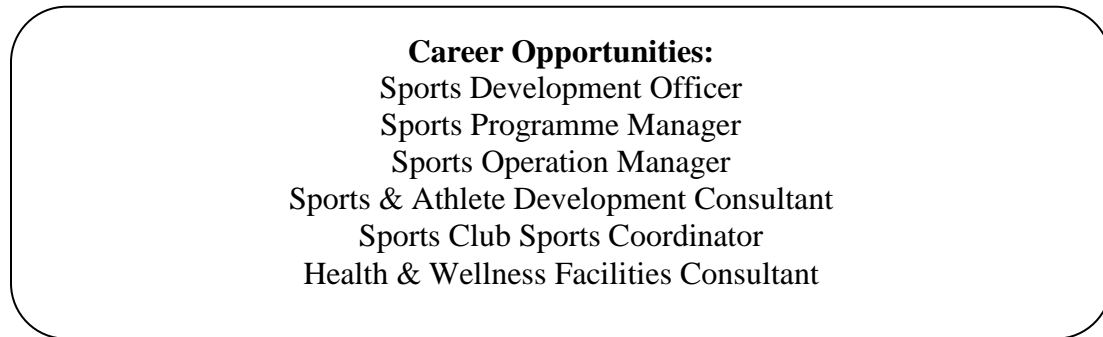 Career Opportunities:
Sports Development Officer
Sports Programme Manager
Sports Operation Manager
Sports & Athlete Development Consultant
Sports Club Sports Coordinator
Health & Wellness Facilities Consultant